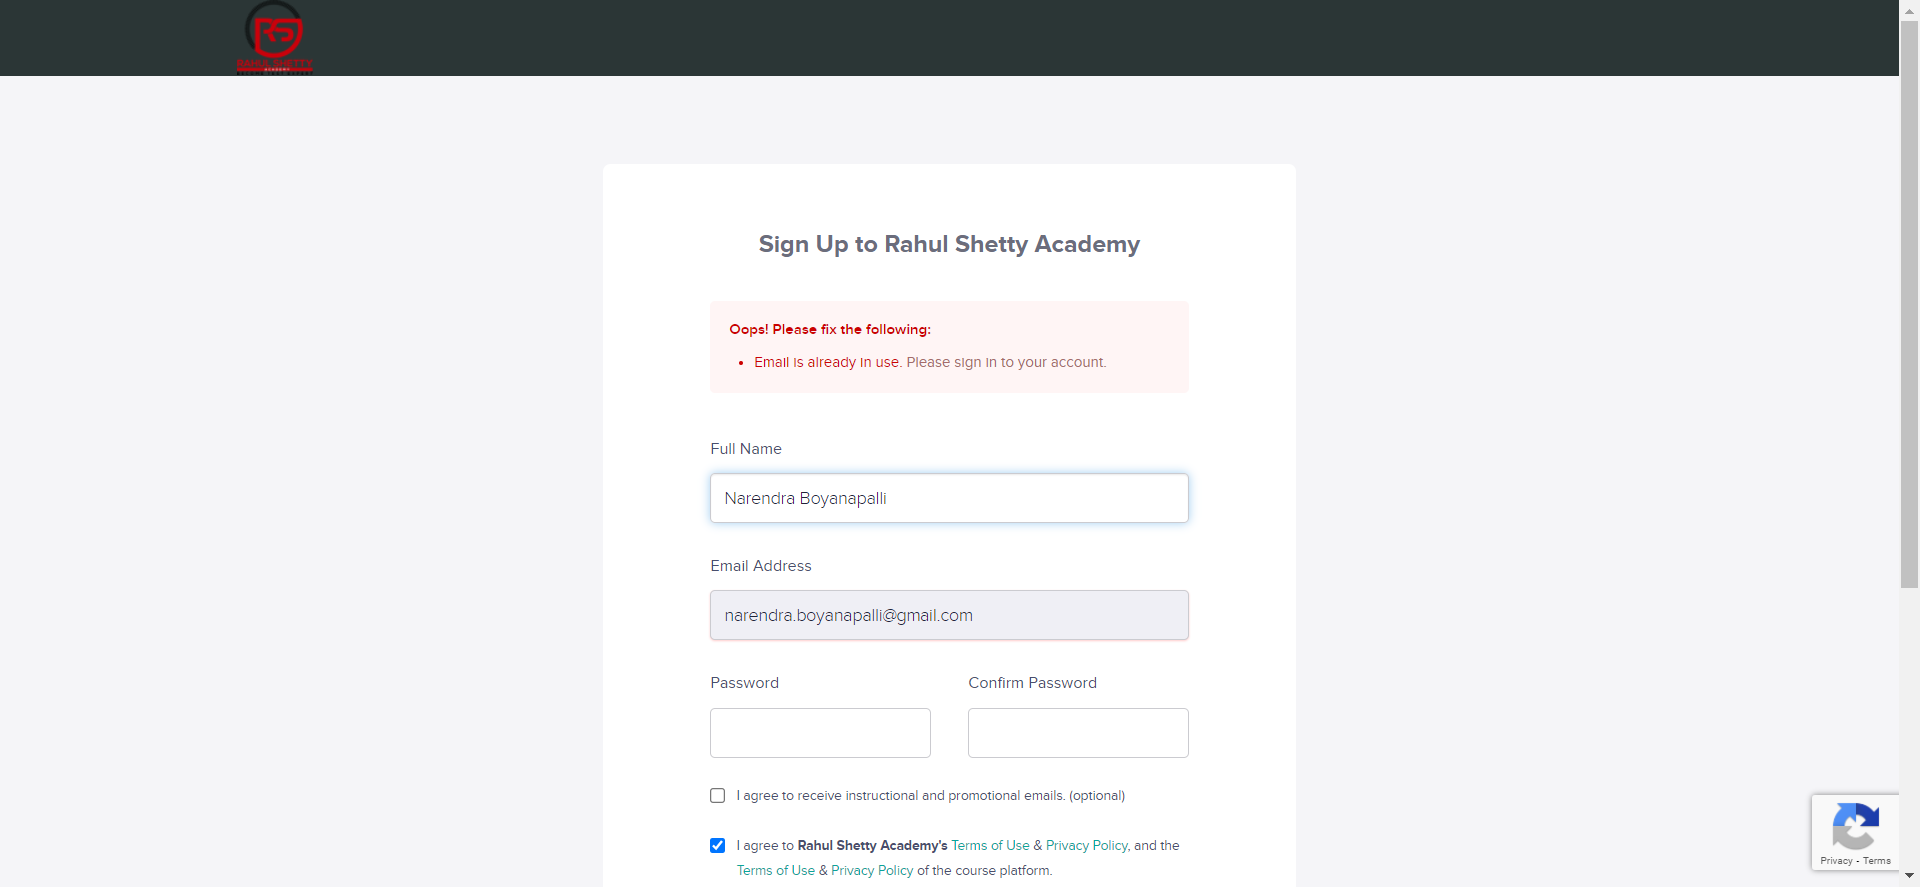 RAHUL SHETTY
ACADEMY
Sign Up to Rahul Shetty Academy
Oops! Please fix the following:
• Email is already in use. Please sign in to your account.
Full Name
Narendra Boyanapalli
Email Address
narendra.boyanapalli@gmail.com
Password Confirm Password
I agree to receive instructional and promotional emails. (optional)
I agree to Rahul Shetty Academy's Terms of Use & Privacy Policy, and the
Terms of Use & Privacy Policy of the course platform.
Privacy - Terms